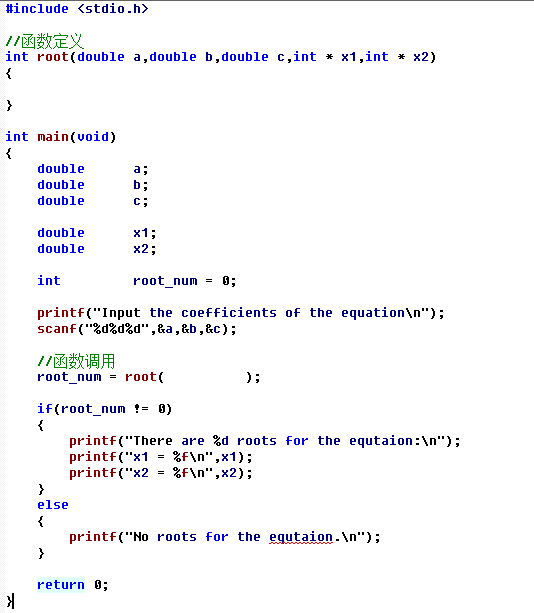 #include <stdio.h>
//函数定义
int root(double a,double b,double c,int * x1,int * x2)
{
}
int main(void)
{
double a;
double b;
double c;
double x1;
double x2;
int root_num = 0;
printf("Input the coefficients of the equation\n");
scanf("%d%d%d",&a,&b,&c);
//函数调用
root_num = root( );
if(root_num != 0)
{
printf("There are %d roots for the equtaion:\n");
printf("x1 = %f\n",x1);
printf("x2 = %f\n",x2);
}
else
{
printf("No roots for the equtaion.\n");
}
return 0;
}